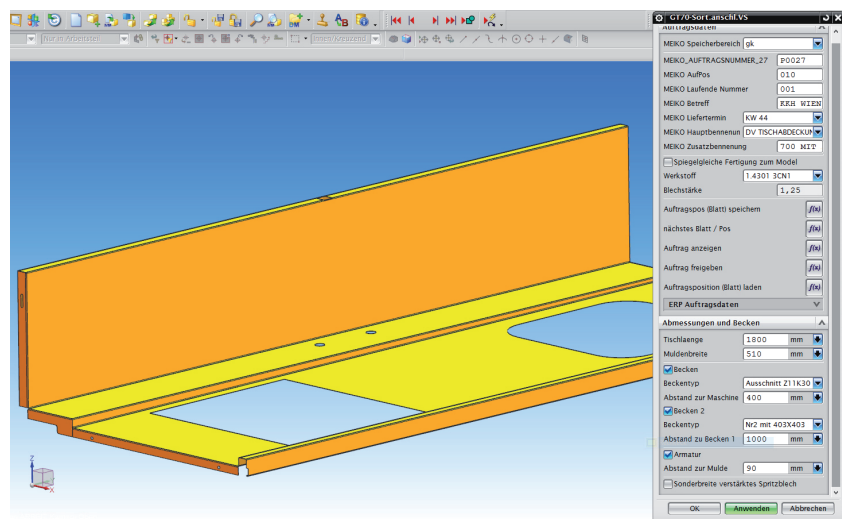 GT70-Sort.anschl.VS
Auftragsdaten
MEIKO Speicherbereich gk
MEIKO_AUFTRAGSNUMMER_27 P0027
MEIKO AufPos 010
MEIKO Laufende Nummer 001
MEIKO Betreff KKH WIEN
MEIKO Liefertermin KW 44
MEIKO Hauptbennenun DV TISCHABDECKUN
MEIKO Zusatzbennenung 700 MIT
Spiegelgleiche Fertigung zum Model
Werkstoff 1.4301 3CN1
Blechstärke 1,25
Auftragspos (Blatt) speichern f(x)
nächstes Blatt / Pos f(x)
Auftrag anzeigen f(x)
Auftrag freigeben f(x)
Auftragsposition (Blatt) laden f(x)
ERP Auftragsdaten
Abmessungen und Becken
Tischlaenge 1800 mm
Muldenbreite 510 mm
Becken
Beckentyp Ausschnitt Z11K30
Abstand zur Maschine 400 mm
Becken 2
Beckentyp Nr2 mit 403X403
Abstand zu Becken 1 1000 mm
Armatur
Abstand zur Mulde 90 mm
Sonderbreite verstärktes Spritzblech
OK Anwenden Abbrechen
Nur in Arbeitsteil
Innen/Kreuzend
Z
X